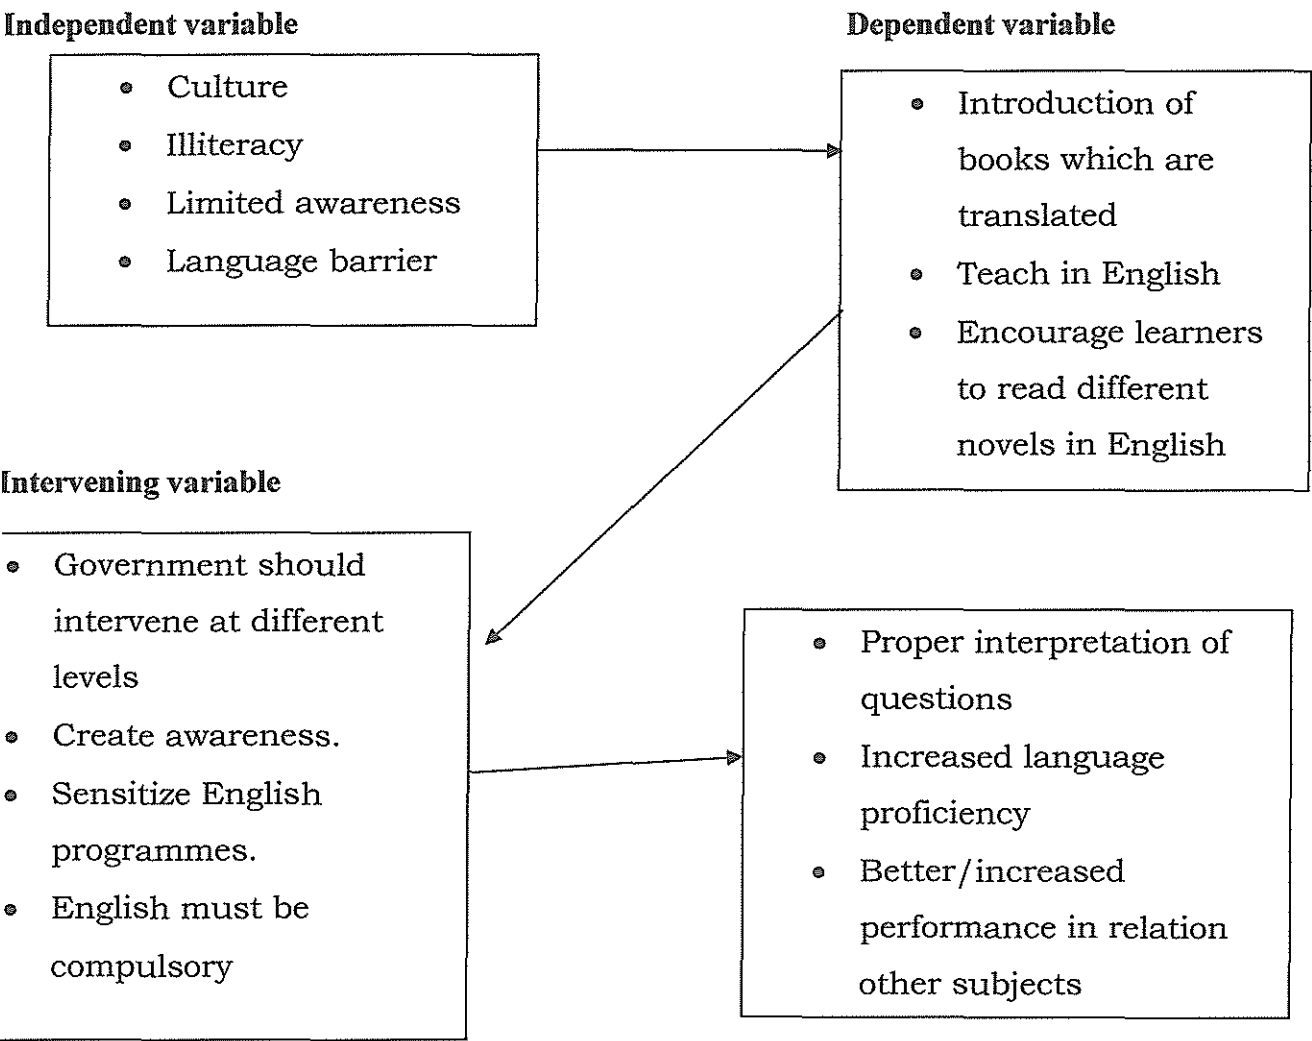 Independent variable
• Culture
• Illiteracy
• Limited awareness
• Language barrier
Dependent variable
• Introduction of
books which are
translated
• Teach in English
• Encourage learners
to read different
novels in English
Intervening variable
• Government should
intervene at different
levels
• Create awareness.
• Sensitize English
programmes.
• English must be
compulsory
• Proper interpretation of
questions
• Increased language
proficiency
• Better/increased
performance in relation
other subjects